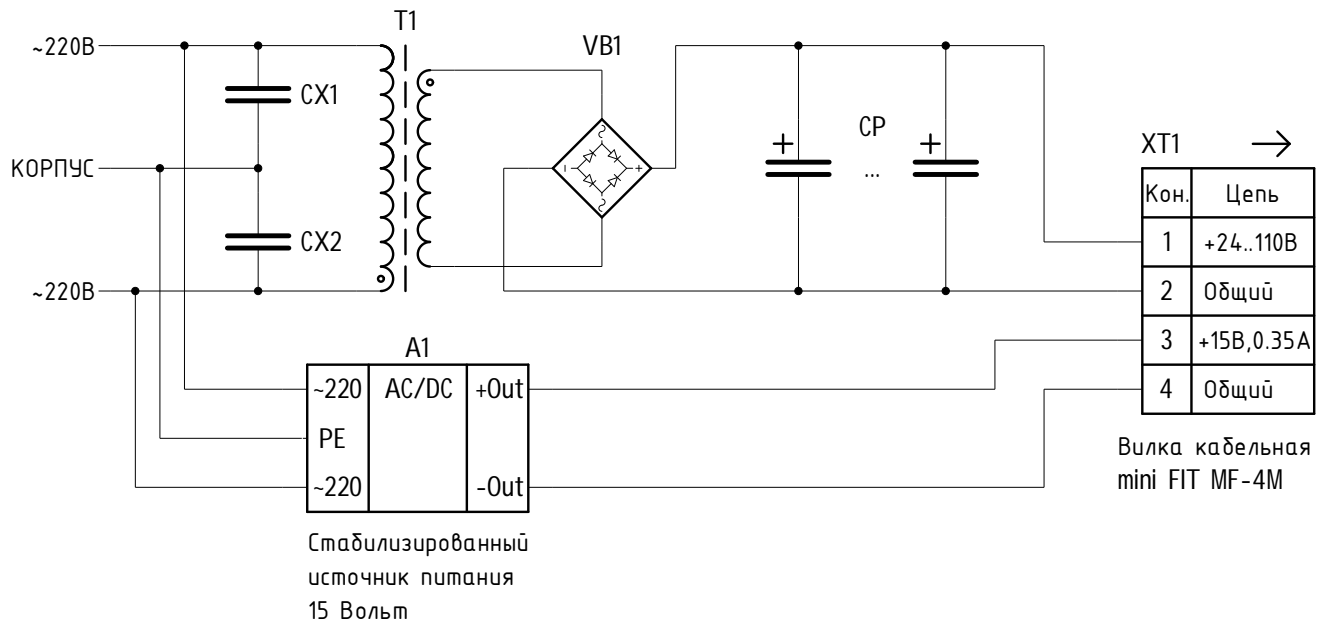 T1
~220В
VB1
CX1
CP
+
+
...
XT1
КОРПУС
- +
Кон. Цепь
CX2
1 +24..110В
~220В
2 Общий
A1
3 +15В,0.35А
~220 AC/DC +Out
4 Общий
PE
Вилка кабельная
~220 -Out
mini FIT MF-4M
Стабилизированный
источник питания
15 Вольт